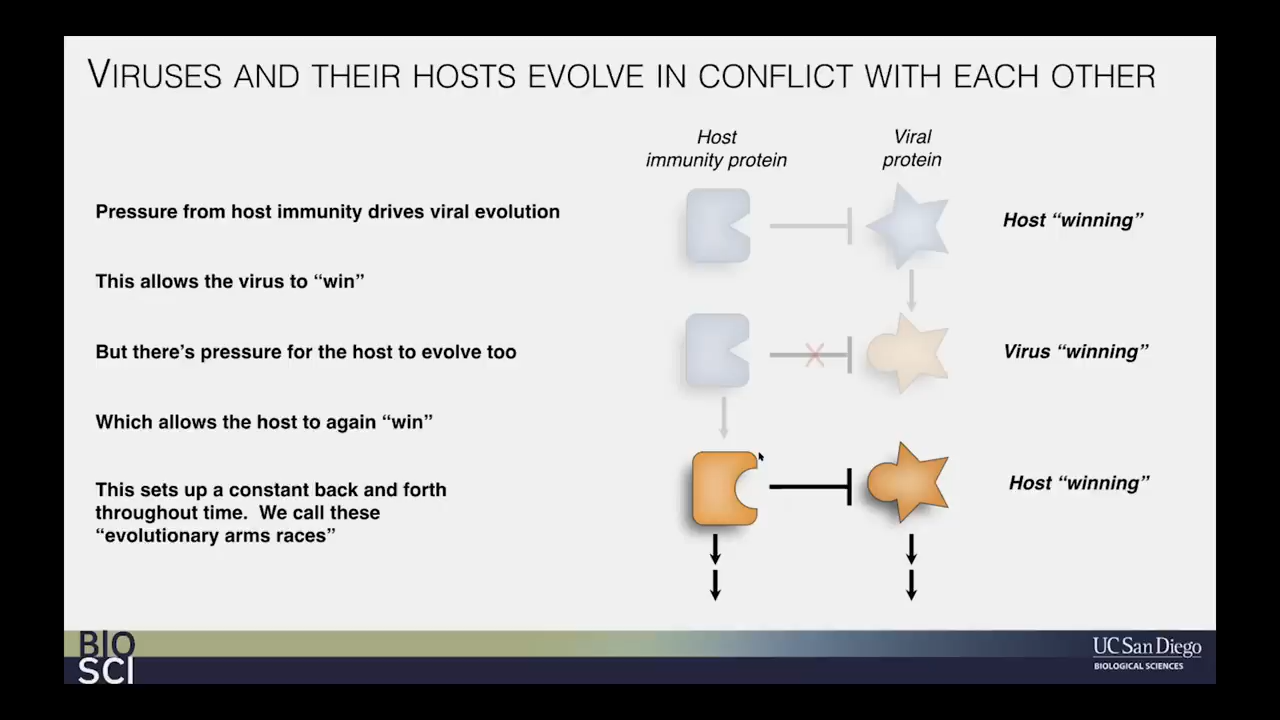 VIRUSES AND THEIR HOSTS EVOLVE IN CONFLICT WITH EACH OTHER
Host
immunity protein
Viral
protein
Pressure from host immunity drives viral evolution
Host “winning”
This allows the virus to “win”
But there’s pressure for the host to evolve too
Virus “winning”
Which allows the host to again “win”
This sets up a constant back and forth
throughout time. We call these
“evolutionary arms races”
Host “winning”
BIO
SCI
UC San Diego
BIOLOGICAL SCIENCES